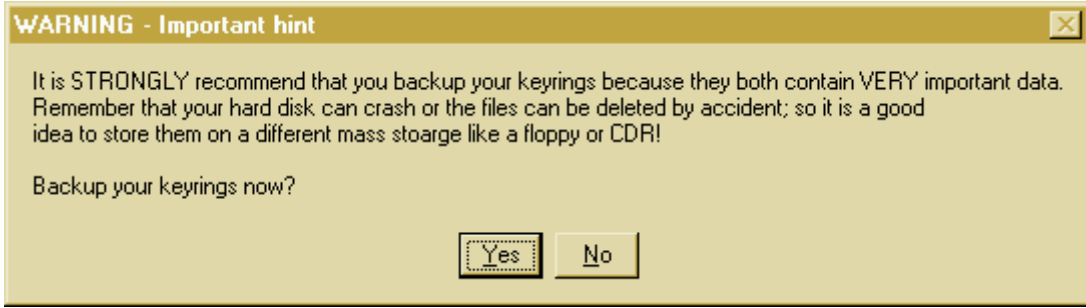 WARNING - Important hint
It is STRONGLY recommend that you backup your keyrings because they both contain VERY important data.
Remember that your hard disk can crash or the files can be deleted by accident; so it is a good
idea to store them on a different mass stoarge like a floppy or CDR!
Backup your keyrings now?
Yes No